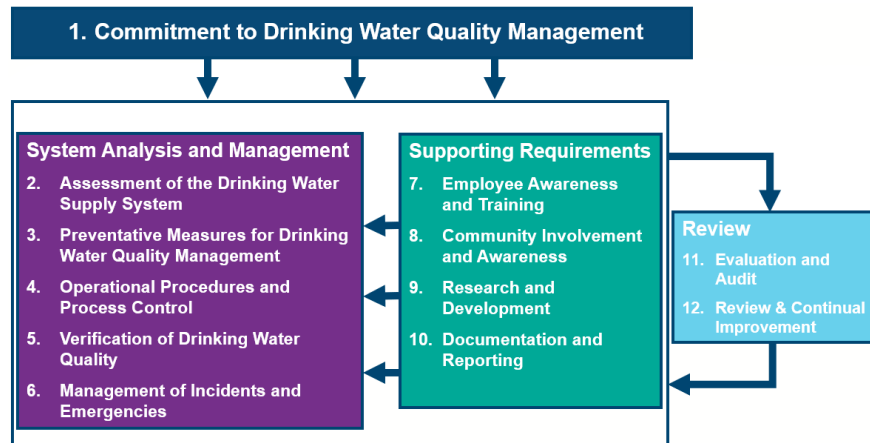 1. Commitment to Drinking Water Quality Management
System Analysis and Management
2. Assessment of the Drinking Water
Supply System
3. Preventative Measures for Drinking
Water Quality Management
4. Operational Procedures and
Process Control
5. Verification of Drinking Water
Quality
6. Management of Incidents and
Emergencies
Supporting Requirements
7. Employee Awareness
and Training
8. Community Involvement
and Awareness
9. Research and
Development
10. Documentation and
Reporting
Review
11. Evaluation and
Audit
12. Review & Continual
Improvement